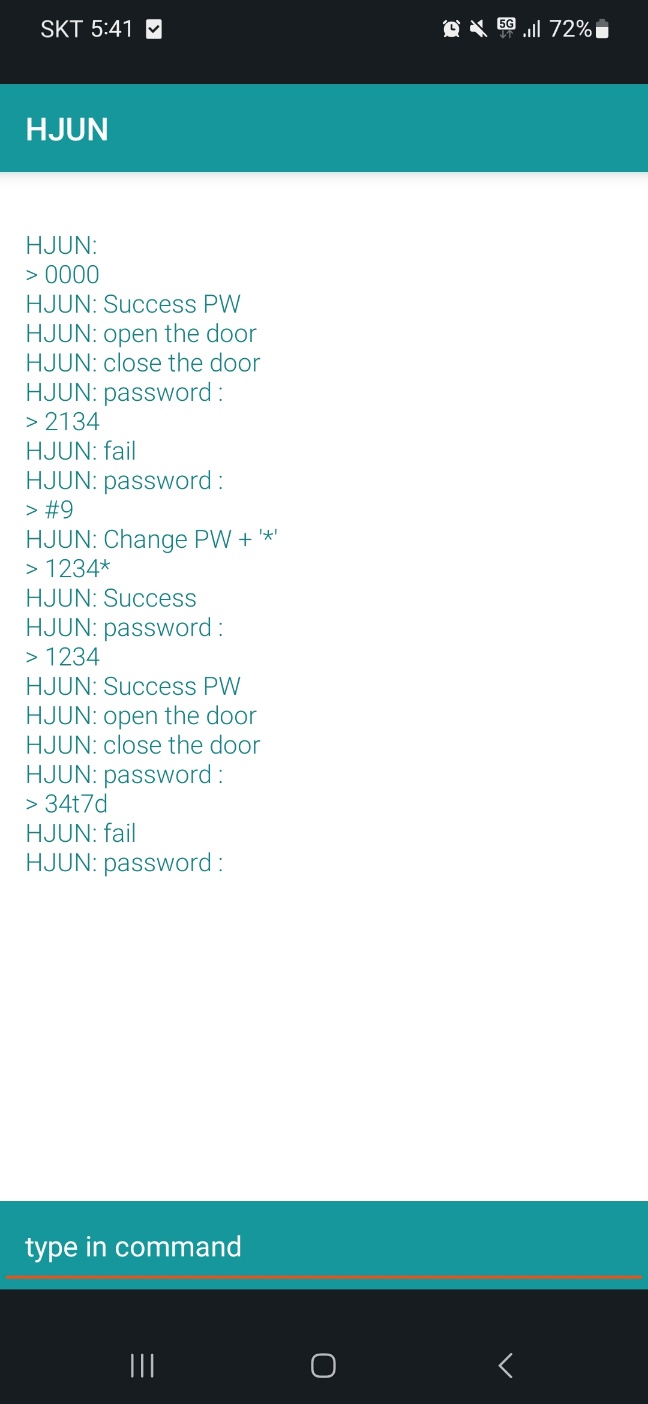 SKT 5:41
5G
72%
HJUN
HJUN:
> 0000
HJUN: Success PW
HJUN: open the door
HJUN: close the door
HJUN: password :
> 2134
HJUN: fail
HJUN: password :
> #9
HJUN: Change PW + '*'
> 1234*
HJUN: Success
HJUN: password :
> 1234
HJUN: Success PW
HJUN: open the door
HJUN: close the door
HJUN: password :
> 34t7d
HJUN: fail
HJUN: password :
type in command